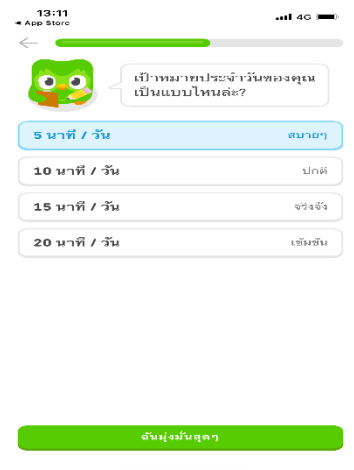 13:11
◄ App Store
4G
เป้าหมายประจำวันของคุณ
เป็นแบบไหนล่ะ?
5 นาที / วัน สบายๆ
10 นาที / วัน ปกติ
15 นาที / วัน จริงจัง
20 นาที / วัน เข้มข้น
ฉันมุ่งมั่นสุดๆ